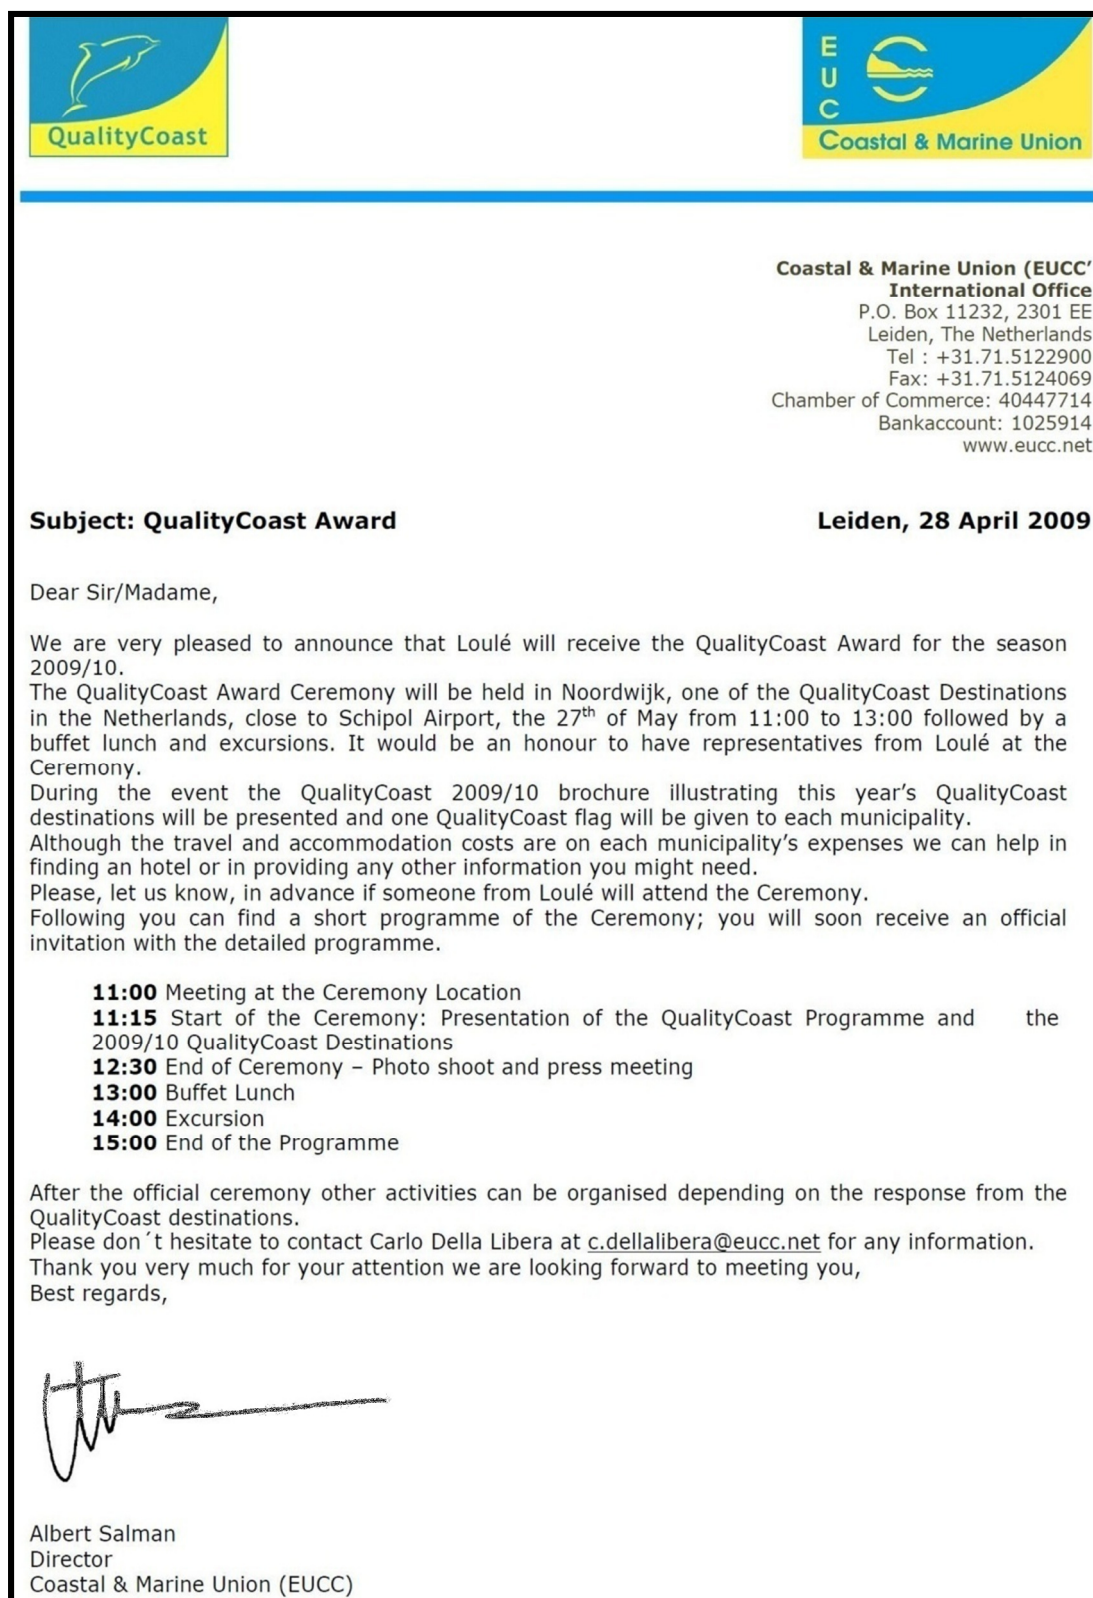 QualityCoast
E
U
C
Coastal & Marine Union
Coastal & Marine Union (EUCC'
International Office
P.O. Box 11232, 2301 EE
Leiden, The Netherlands
Tel : +31.71.5122900
Fax: +31.71.5124069
Chamber of Commerce: 40447714
Bankaccount: 1025914
www.eucc.net
Subject: QualityCoast Award Leiden, 28 April 2009
Dear Sir/Madame,
We are very pleased to announce that Loulé will receive the QualityCoast Award for the season
2009/10.
The QualityCoast Award Ceremony will be held in Noordwijk, one of the QualityCoast Destinations
in the Netherlands, close to Schipol Airport, the 27th of May from 11:00 to 13:00 followed by a
buffet lunch and excursions. It would be an honour to have representatives from Loulé at the
Ceremony.
During the event the QualityCoast 2009/10 brochure illustrating this year's QualityCoast
destinations will be presented and one QualityCoast flag will be given to each municipality.
Although the travel and accommodation costs are on each municipality's expenses we can help in
finding an hotel or in providing any other information you might need.
Please, let us know, in advance if someone from Loulé will attend the Ceremony.
Following you can find a short programme of the Ceremony; you will soon receive an official
invitation with the detailed programme.
11:00 Meeting at the Ceremony Location
11:15 Start of the Ceremony: Presentation of the QualityCoast Programme and the
2009/10 QualityCoast Destinations
12:30 End of Ceremony – Photo shoot and press meeting
13:00 Buffet Lunch
14:00 Excursion
15:00 End of the Programme
After the official ceremony other activities can be organised depending on the response from the
QualityCoast destinations.
Please don´t hesitate to contact Carlo Della Libera at c.dellalibera@eucc.net for any information.
Thank you very much for your attention we are looking forward to meeting you,
Best regards,
Albert Salman
Director
Coastal & Marine Union (EUCC)